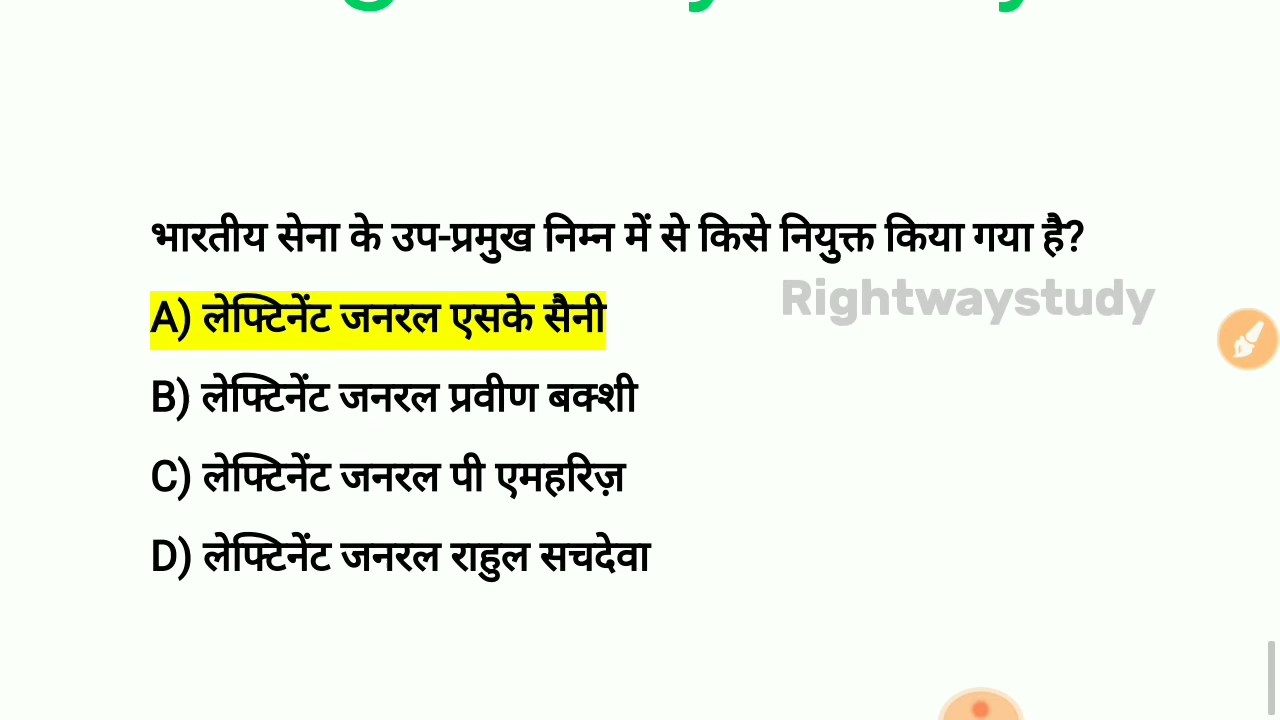 भारतीय सेना के उप-प्रमुख निम्न में से किसे नियुक्त किया गया है?
A) लेफ्टिनेंट जनरल एसके सैनी
Rightwaystudy
B) लेफ्टिनेंट जनरल प्रवीण बक्शी
C) लेफ्टिनेंट जनरल पी एमहरिज़
D) लेफ्टिनेंट जनरल राहुल सचदेवा